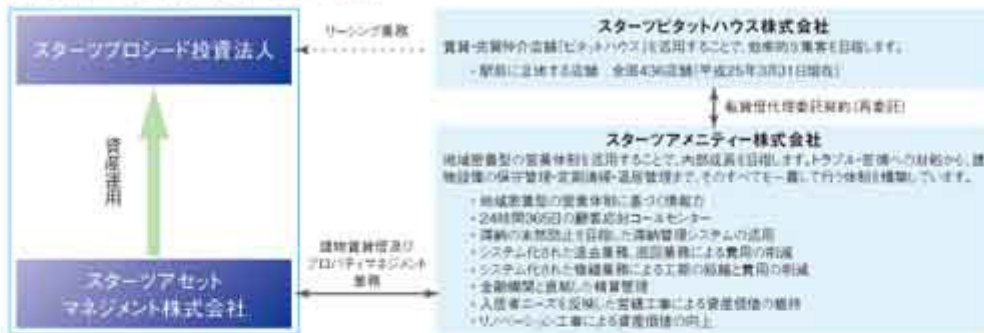 スターツプロシード投資法人
リーシング業務
スターツピタットハウス株式会社
賃貸・売買仲介店舗「ピタットハウス」を活用することで、効率的な集客を目指します。
・駅前に立地する店舗 全国436店舗(平成25年3月31日現在)
転貸借代理委託契約(再委託)
スターツアメニティー株式会社
地域密着型の営業体制を活用することで、内部成長を目指します。トラブル・苦情への対処から、建
物設備の保守管理・定期清掃・退居管理まで、そのすべてを一貫して行う体制を構築しています。
・地域密着型の営業体制に基づく情報力
・24時間365日の顧客応対コールセンター
・滞納の未然防止を目指した滞納管理システムの活用
・システム化された退去業務、巡回業務による費用の削減
・システム化された修繕業務による工期の短縮と費用の削減
・金融機関と直結した精算管理
・入居者ニーズを反映した営繕工事による資産価値の維持
・リノベーション工事による資産価値の向上
資産運用
建物賃貸借及び
プロパティマネジメント
業務
スターツアセット
マネジメント株式会社